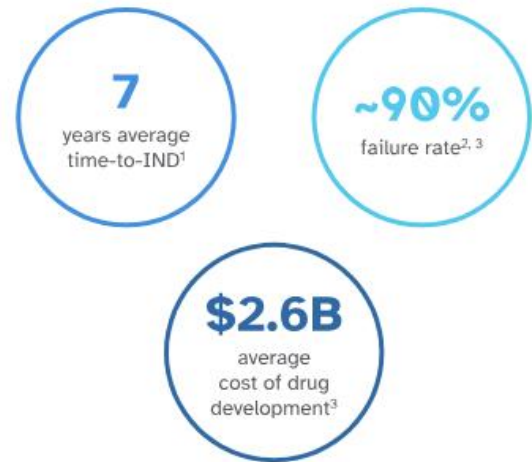 7
years average
time-to-IND¹
~90%
failure rate²˒ ³
$2.6B
average
cost of drug
development³